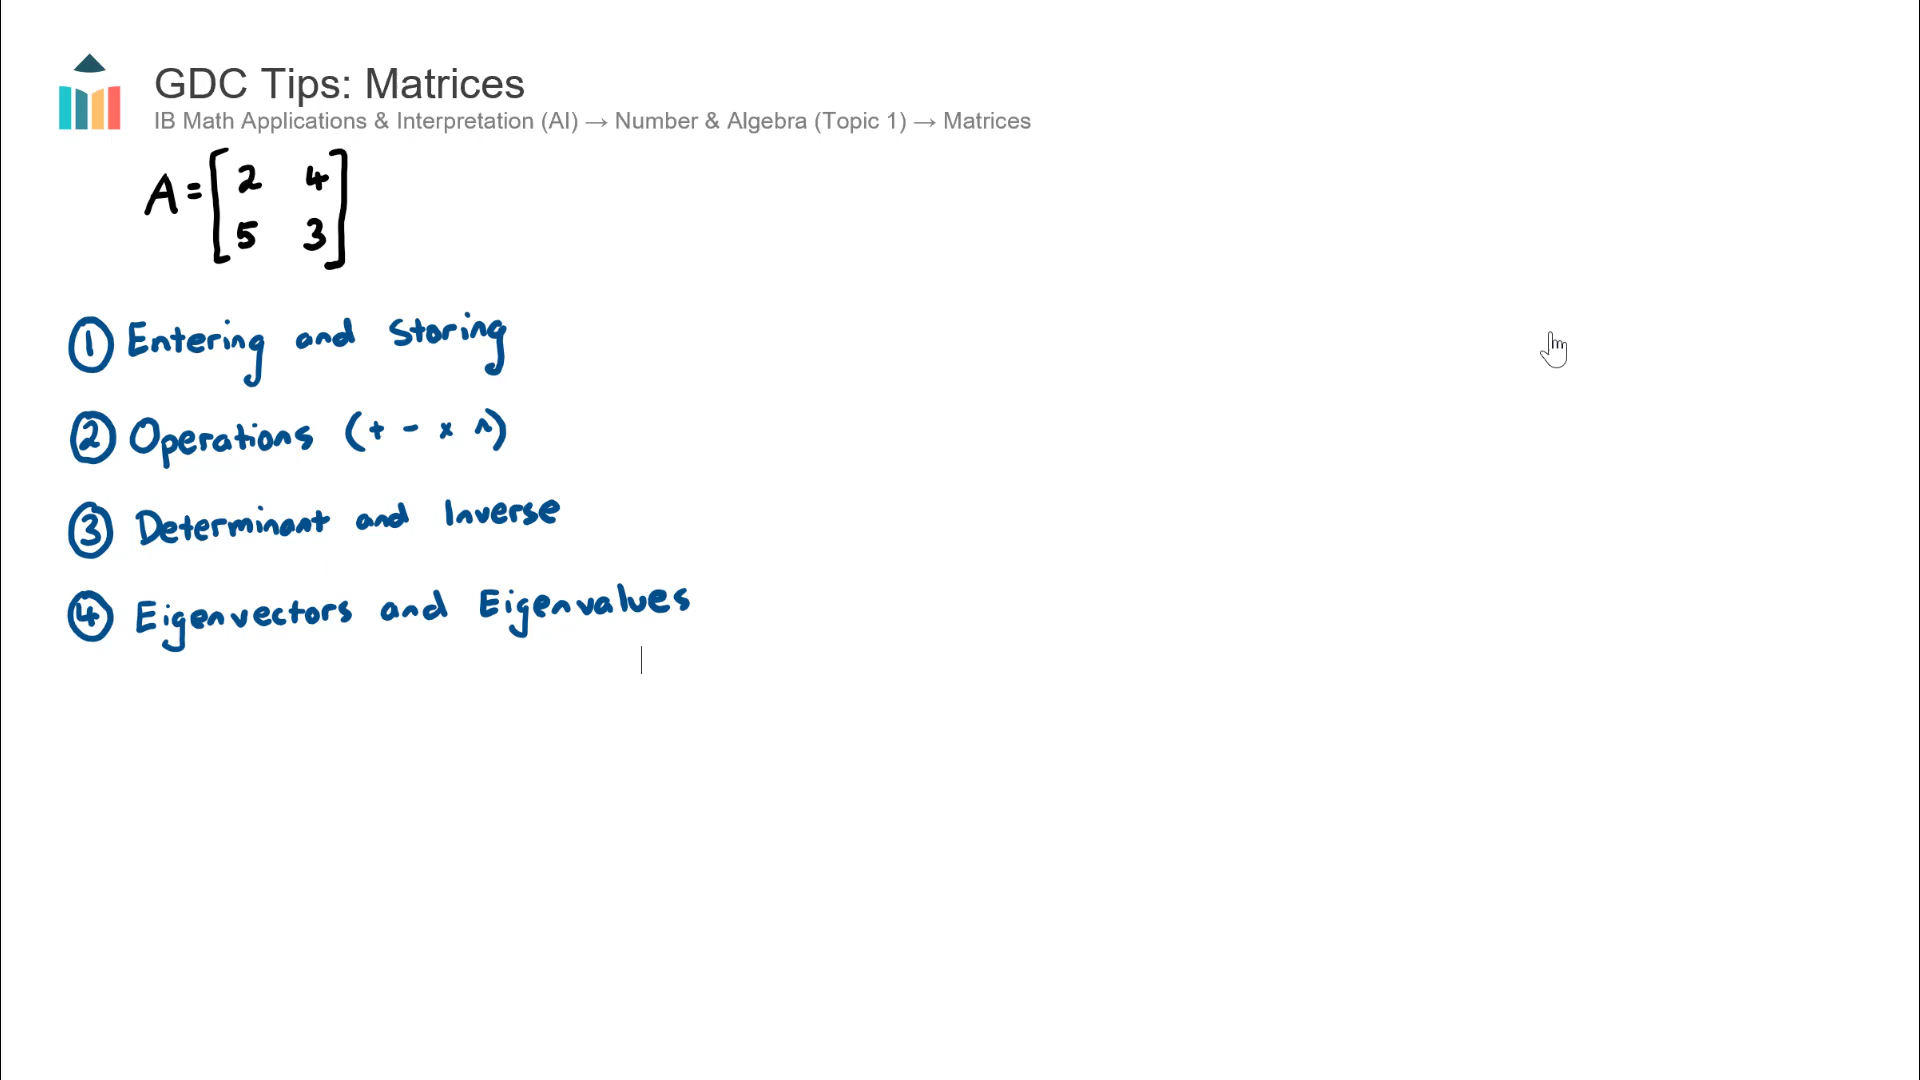 GDC Tips: Matrices
IB Math Applications & Interpretation (AI) → Number & Algebra (Topic 1) → Matrices
A = [2 4
5 3]
① Entering and Storing
② Operations (+ - × ^)
③ Determinant and Inverse
④ Eigenvectors and Eigenvalues